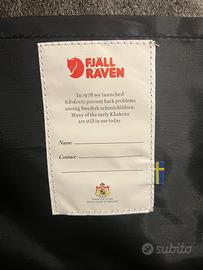 FJÄLL
RÄVEN
In 1978 we launched
Kånken to prevent back problems
among Swedish schoolchildren.
Many of the early Kånkens
are still in use today.
Name:
Contact:
subito